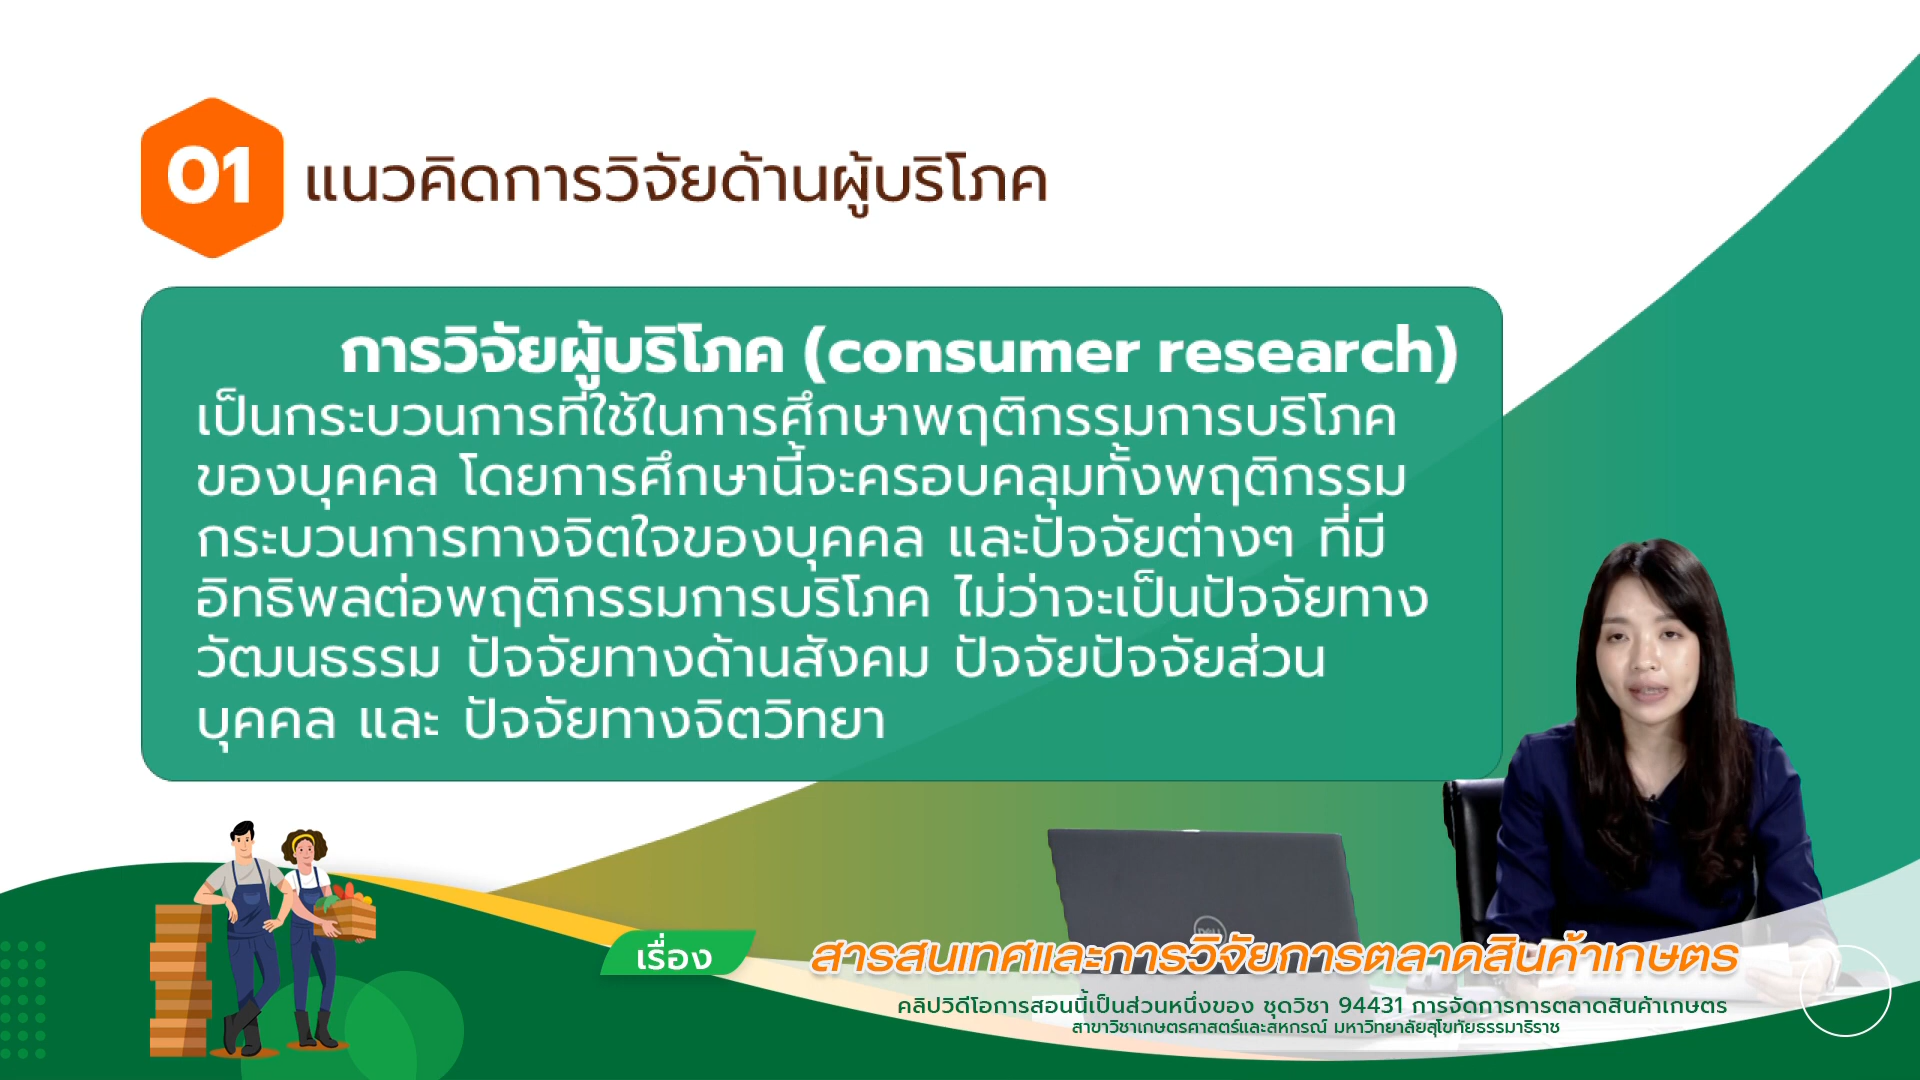 01
แนวคิดการวิจัยด้านผู้บริโภค
การวิจัยผู้บริโภค (consumer research)
เป็นกระบวนการที่ใช้ในการศึกษาพฤติกรรมการบริโภค
ของบุคคล โดยการศึกษานี้จะครอบคลุมทั้งพฤติกรรม
กระบวนการทางจิตใจของบุคคล และปัจจัยต่างๆ ที่มี
อิทธิพลต่อพฤติกรรมการบริโภค ไม่ว่าจะเป็นปัจจัยทาง
วัฒนธรรม ปัจจัยทางด้านสังคม ปัจจัยปัจจัยส่วน
บุคคล และ ปัจจัยทางจิตวิทยา
DELL
เรื่อง
สารสนเทศและการวิจัยการตลาดสินค้าเกษตร
คลิปวิดีโอการสอนนี้เป็นส่วนหนึ่งของ ชุดวิชา 94431 การจัดการการตลาดสินค้าเกษตร
สาขาวิชาเกษตรศาสตร์และสหกรณ์ มหาวิทยาลัยสุโขทัยธรรมาธิราช